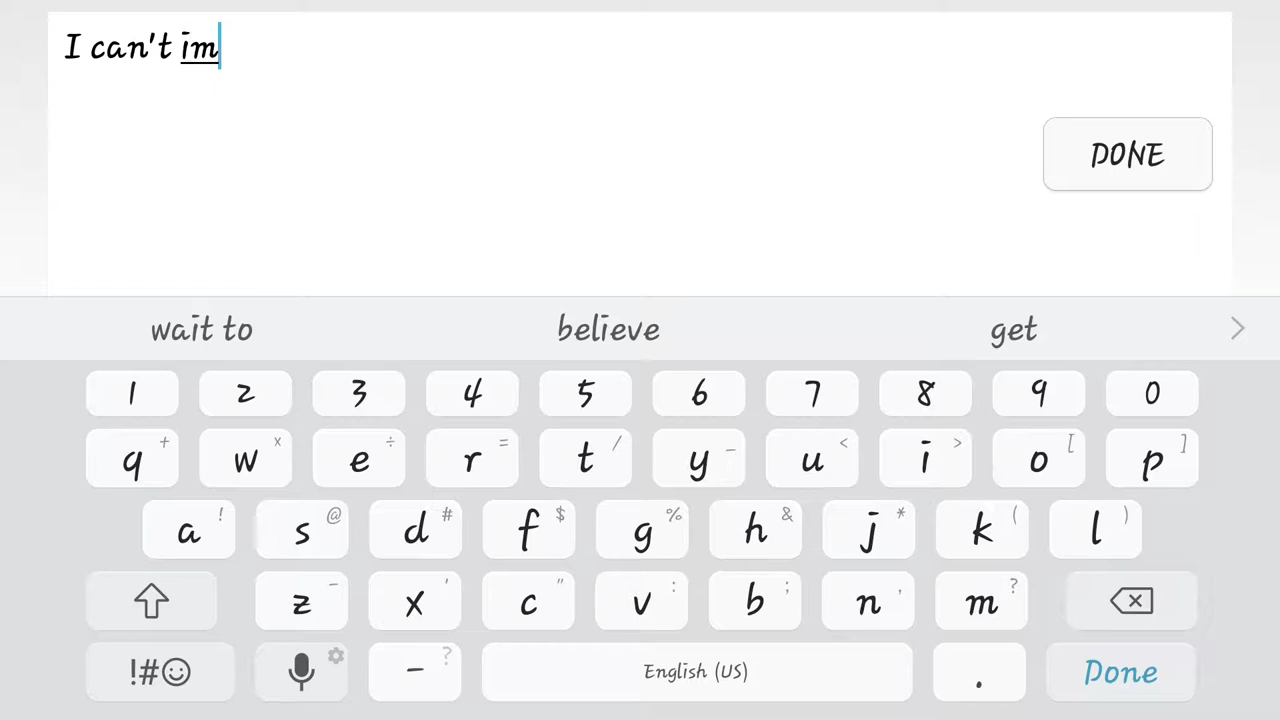 I can't im
DONE
wait to believe get
1 2 3 4 5 6 7 8 9 0
q + w x e ÷ r = t / y _ u < i > o [ p ]
a ! s @ d # f $ g % h & j * k ( l )
z - x ' c " v : b ; n , m ?
!#☺ - ? English (US) . Done